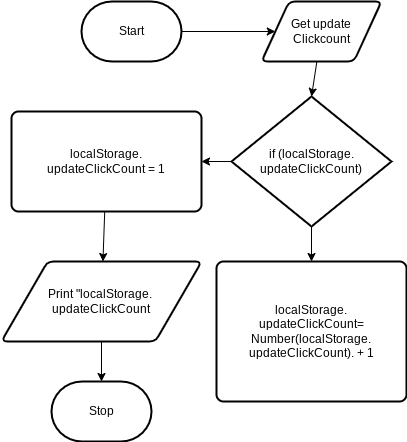 Start
Get update
Clickcount
if (localStorage.
updateClickCount)
localStorage.
updateClickCount = 1
Print "localStorage.
updateClickCount
localStorage.
updateClickCount=
Number(localStorage.
updateClickCount). + 1
Stop